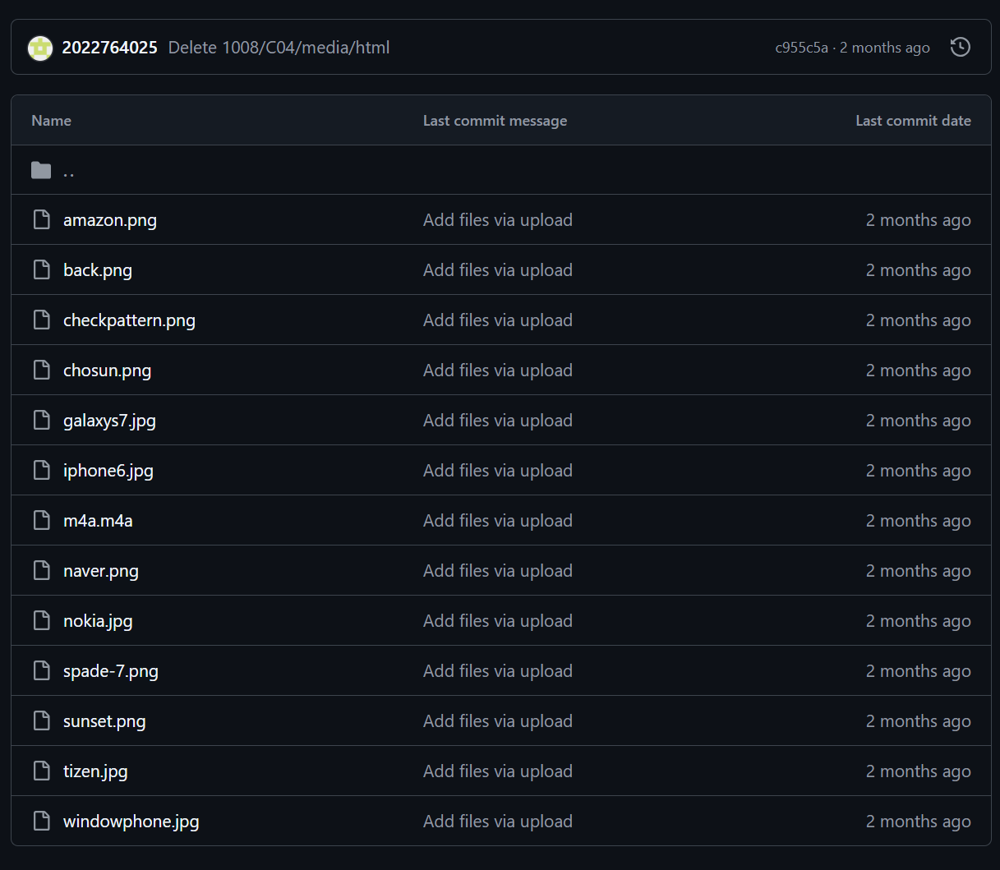 2022764025 Delete 1008/C04/media/html c955c5a · 2 months ago
Name Last commit message Last commit date
..
amazon.png Add files via upload 2 months ago
back.png Add files via upload 2 months ago
checkpattern.png Add files via upload 2 months ago
chosun.png Add files via upload 2 months ago
galaxys7.jpg Add files via upload 2 months ago
iphone6.jpg Add files via upload 2 months ago
m4a.m4a Add files via upload 2 months ago
naver.png Add files via upload 2 months ago
nokia.jpg Add files via upload 2 months ago
spade-7.png Add files via upload 2 months ago
sunset.png Add files via upload 2 months ago
tizen.jpg Add files via upload 2 months ago
windowphone.jpg Add files via upload 2 months ago